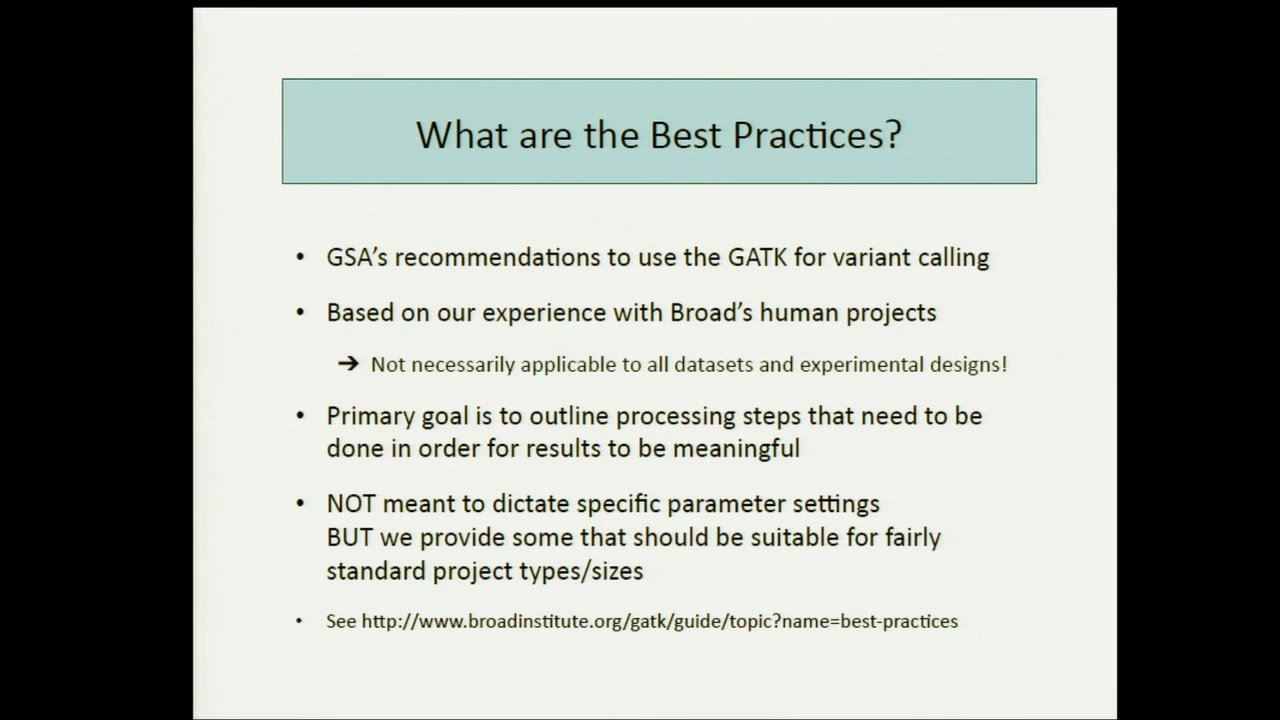 What are the Best Practices?
• GSA's recommendations to use the GATK for variant calling
• Based on our experience with Broad's human projects
➔ Not necessarily applicable to all datasets and experimental designs!
• Primary goal is to outline processing steps that need to be
done in order for results to be meaningful
• NOT meant to dictate specific parameter settings
BUT we provide some that should be suitable for fairly
standard project types/sizes
• See http://www.broadinstitute.org/gatk/guide/topic?name=best-practices